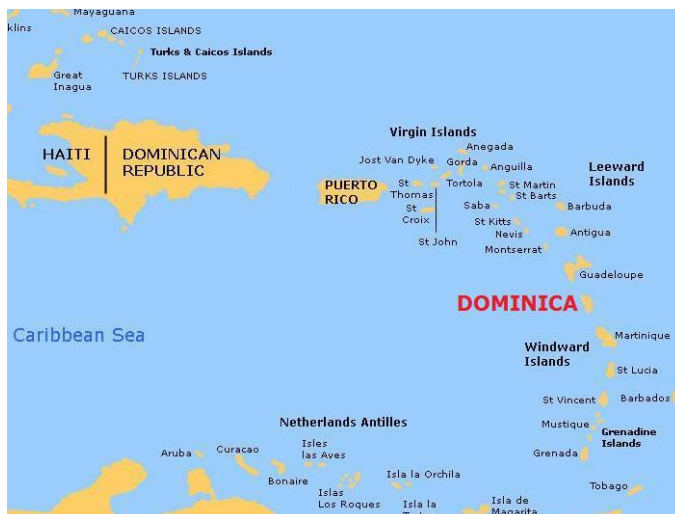 Mayaguana
klins
CAICOS ISLANDS
Turks & Caicos Islands
Great
Inagua
TURKS ISLANDS
Virgin Islands
Anegada
HAITI
DOMINICAN
REPUBLIC
Jost Van Dyke
Gorda
Anguilla
Leeward
Islands
PUERTO
RICO
St
Thomas
Tortola
St Martin
St Barts
St
Croix
Saba
Barbuda
St Kitts
Nevis
Antigua
St John
Montserrat
Guadeloupe
DOMINICA
Caribbean Sea
Martinique
Windward
Islands
St Lucia
St Vincent
Barbados
Netherlands Antilles
Mustique
Grenadine
Islands
Aruba
Curacao
Isles
las Aves
Grenada
Bonaire
Isla la Orchila
Islas
Los Roques
Tobago
Isla la
Isla de
Margarita